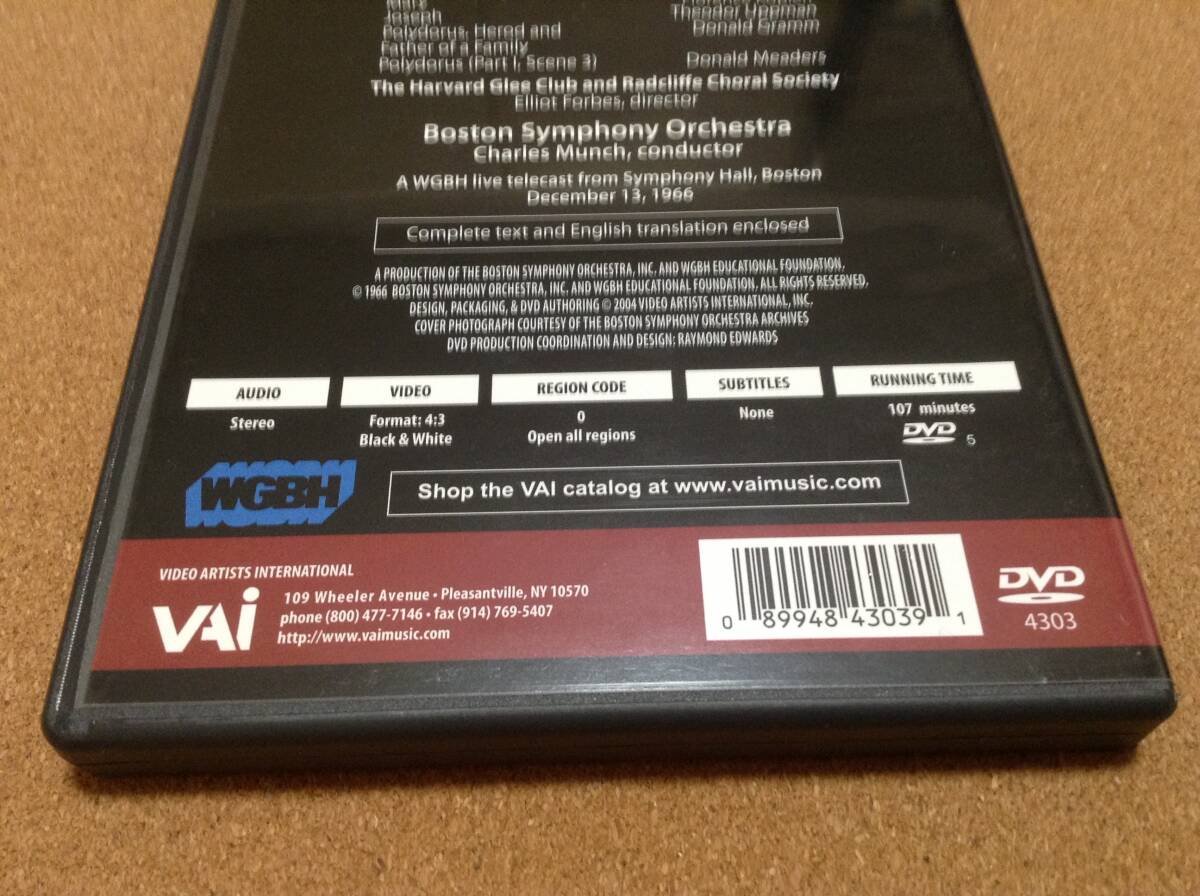 Mary
Joseph Theodor Uppman
Polydorus, Herod and Donald Gramm
Father of a Family
Polydorus (Part I, Scene 3) Donald Meaders
The Harvard Glee Club and Radcliffe Choral Society
Elliot Forbes, director
Boston Symphony Orchestra
Charles Munch, conductor
A WGBH live telecast from Symphony Hall, Boston
December 13, 1966
Complete text and English translation enclosed
A PRODUCTION OF THE BOSTON SYMPHONY ORCHESTRA, INC. AND WGBH EDUCATIONAL FOUNDATION,
© 1966 BOSTON SYMPHONY ORCHESTRA, INC. AND WGBH EDUCATIONAL FOUNDATION. ALL RIGHTS RESERVED,
DESIGN, PACKAGING, & DVD AUTHORING © 2004 VIDEO ARTISTS INTERNATIONAL, INC.
COVER PHOTOGRAPH COURTESY OF THE BOSTON SYMPHONY ORCHESTRA ARCHIVES
DVD PRODUCTION COORDINATION AND DESIGN: RAYMOND EDWARDS
AUDIO
Stereo
VIDEO
Format: 4:3
Black & White
REGION CODE
0
Open all regions
SUBTITLES
None
RUNNING TIME
107 minutes
DVD 5
WGBH
Shop the VAI catalog at www.vaimusic.com
VIDEO ARTISTS INTERNATIONAL
VAI
109 Wheeler Avenue • Pleasantville, NY 10570
phone (800) 477-7146 • fax (914) 769-5407
http://www.vaimusic.com
0 89948 43039 1
DVD
4303